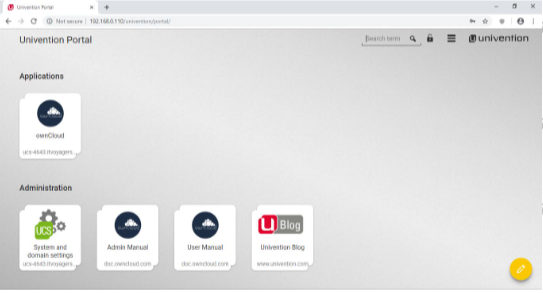 Univention Portal
Not secure | 192.168.0.110/univention/portal/
Univention Portal
Search term
univention
Applications
ownCloud
ucs-4643.itvoyagers...
Administration
UCS
System and
domain settings
ucs-4643.itvoyagers...
Admin Manual
doc.owncloud.com
User Manual
doc.owncloud.com
U Blog
Univention Blog
www.univention.com